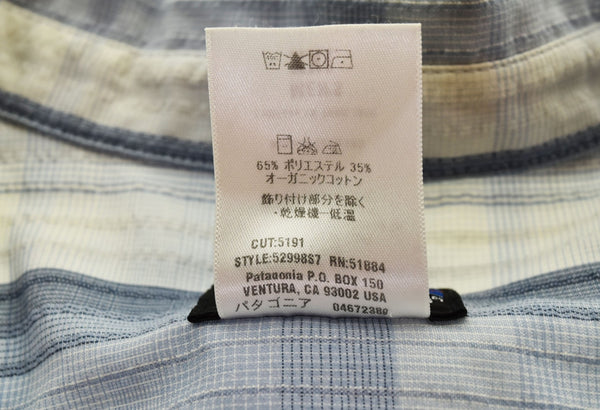 65% ポリエステル 35%
オーガニックコットン
飾り付け部分を除く
・乾燥機ー低温
CUT:5191
STYLE:52998S7 RN:51884
Patagonia P.O. BOX 150
VENTURA, CA 93002 USA
パタゴニア 04672380